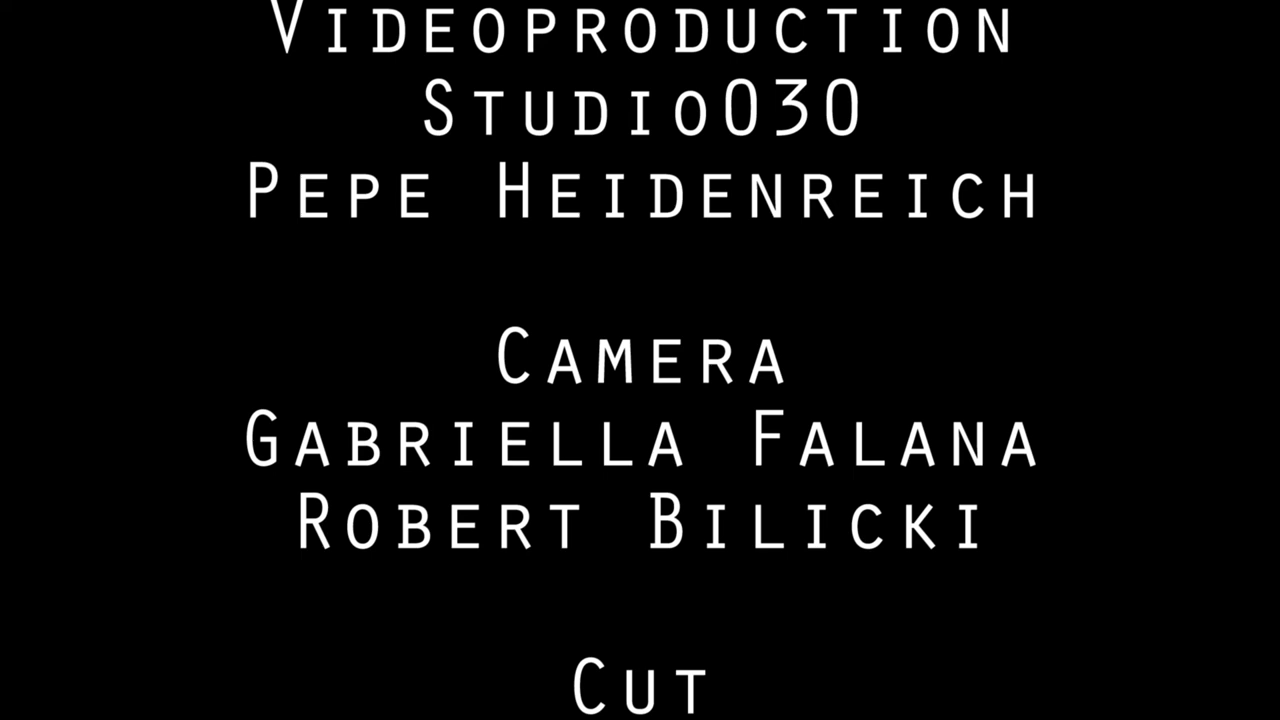 Videoproduction
Studio030
Pepe Heidenreich
Camera
Gabriella Falana
Robert Bilicki
Cut